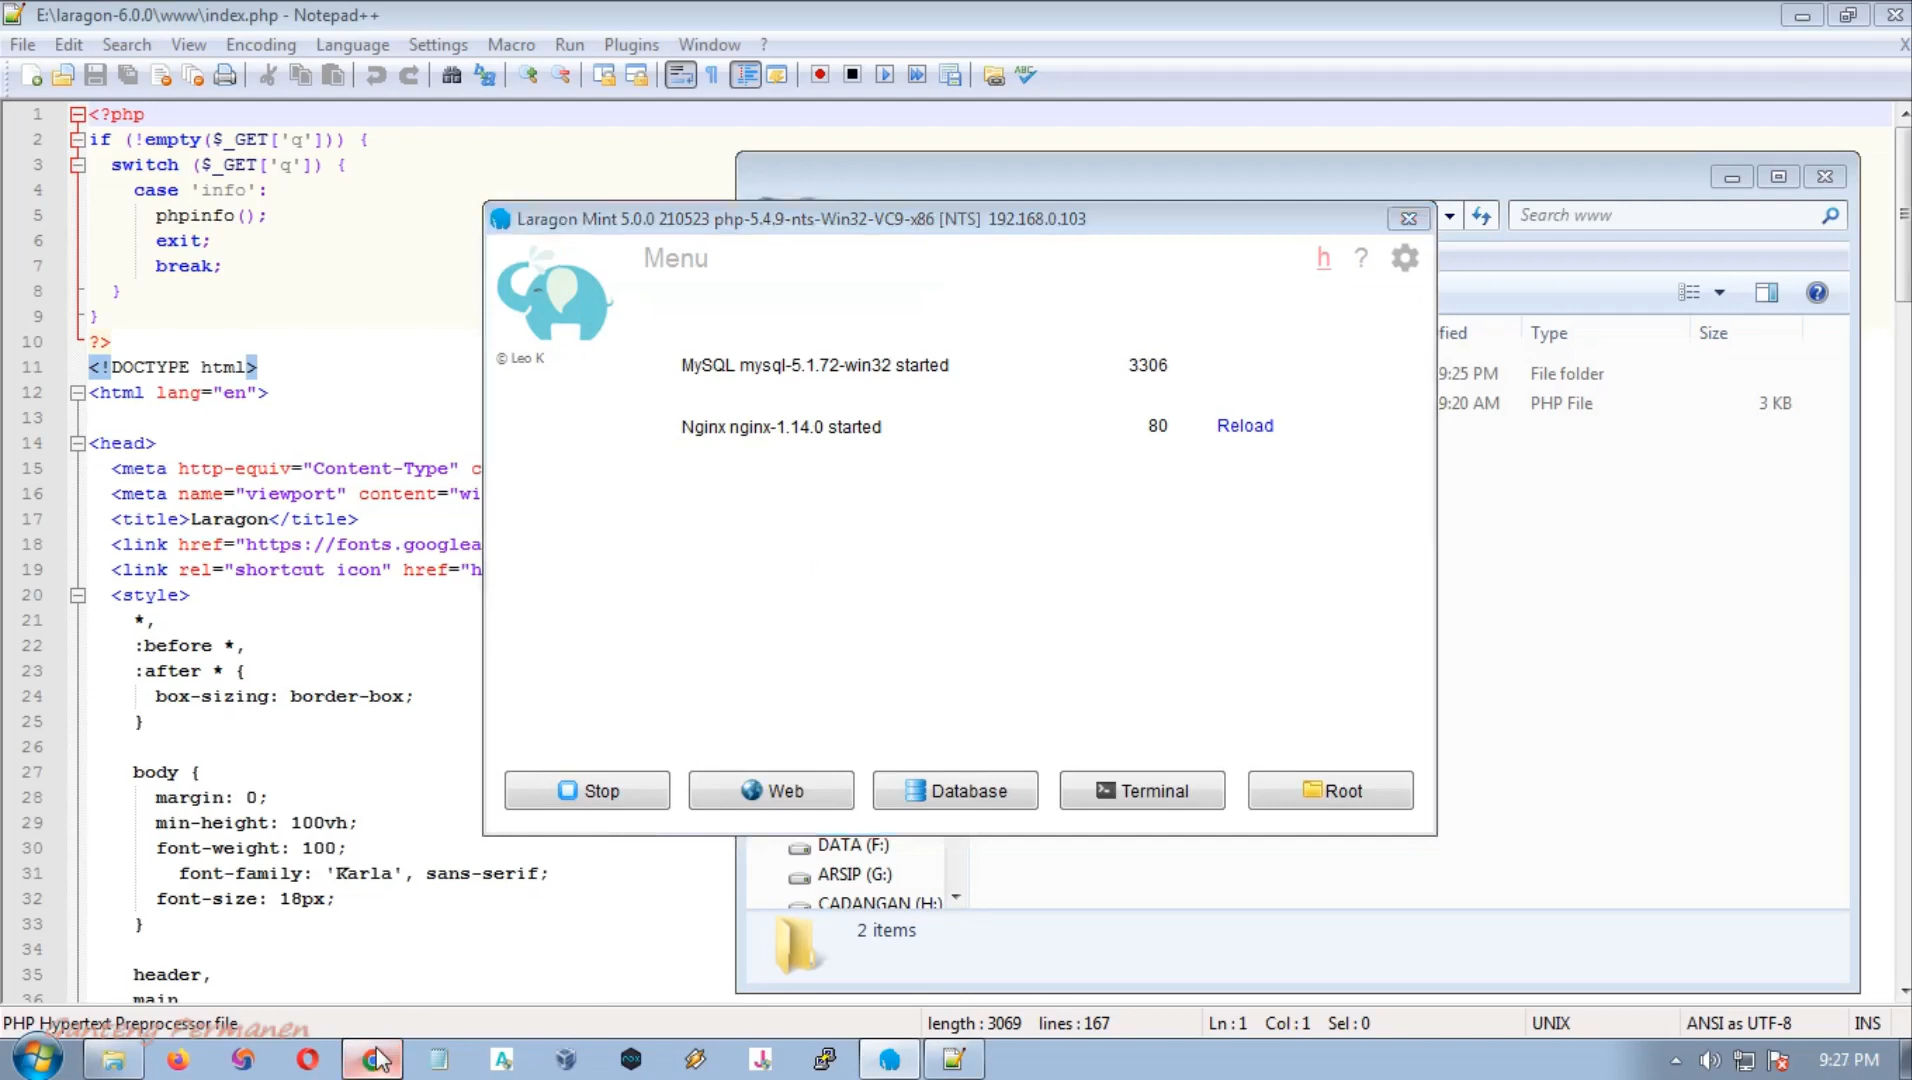 E:\laragon-6.0.0\www\index.php - Notepad++
File Edit Search View Encoding Language Settings Macro Run Plugins Window ? X
1 <?php
2 if (!empty($_GET['q'])) {
3 switch ($_GET['q']) {
4 case 'info':
5 phpinfo();
6 exit;
7 break;
8 }
9 }
10 ?>
11 <!DOCTYPE html>
12 <html lang="en">
13
14 <head>
15 <meta http-equiv="Content-Type" c
16 <meta name="viewport" content="wi
17 <title>Laragon</title>
18 <link href="https://fonts.googlea
19 <link rel="shortcut icon" href="h
20 <style>
21 *,
22 :before *,
23 :after * {
24 box-sizing: border-box;
25 }
26
27 body {
28 margin: 0;
29 min-height: 100vh;
30 font-weight: 100;
31 font-family: 'Karla', sans-serif;
32 font-size: 18px;
33 }
34
35 header,
36 main
Search www
fied Type Size
9:25 PM File folder
9:20 AM PHP File 3 KB
Laragon Mint 5.0.0 210523 php-5.4.9-nts-Win32-VC9-x86 [NTS] 192.168.0.103
Menu h ?
© Leo K
MySQL mysql-5.1.72-win32 started 3306
Nginx nginx-1.14.0 started 80 Reload
Stop Web Database Terminal Root
DATA (F:)
ARSIP (G:)
CADANGAN (H:)
2 items
PHP Hypertext Preprocessor file length : 3069 lines : 167 Ln : 1 Col : 1 Sel : 0 UNIX ANSI as UTF-8 INS
Ganteng Permanen
9:27 PM